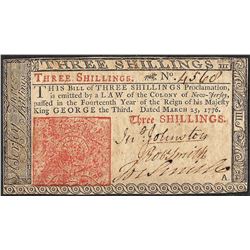 THREE SHILLINGS
THREE SHILLINGS. No. 4568
THIS BILL of THREE SHILLINGS Proclamation,
is emitted by a LAW of the COLONY of New-Jersey,
passed in the Fourteenth Year of the Reign of his Majesty
KING GEORGE the Third. Dated MARCH 25, 1776.
Three SHILLINGS.
Johnston
Smith
A